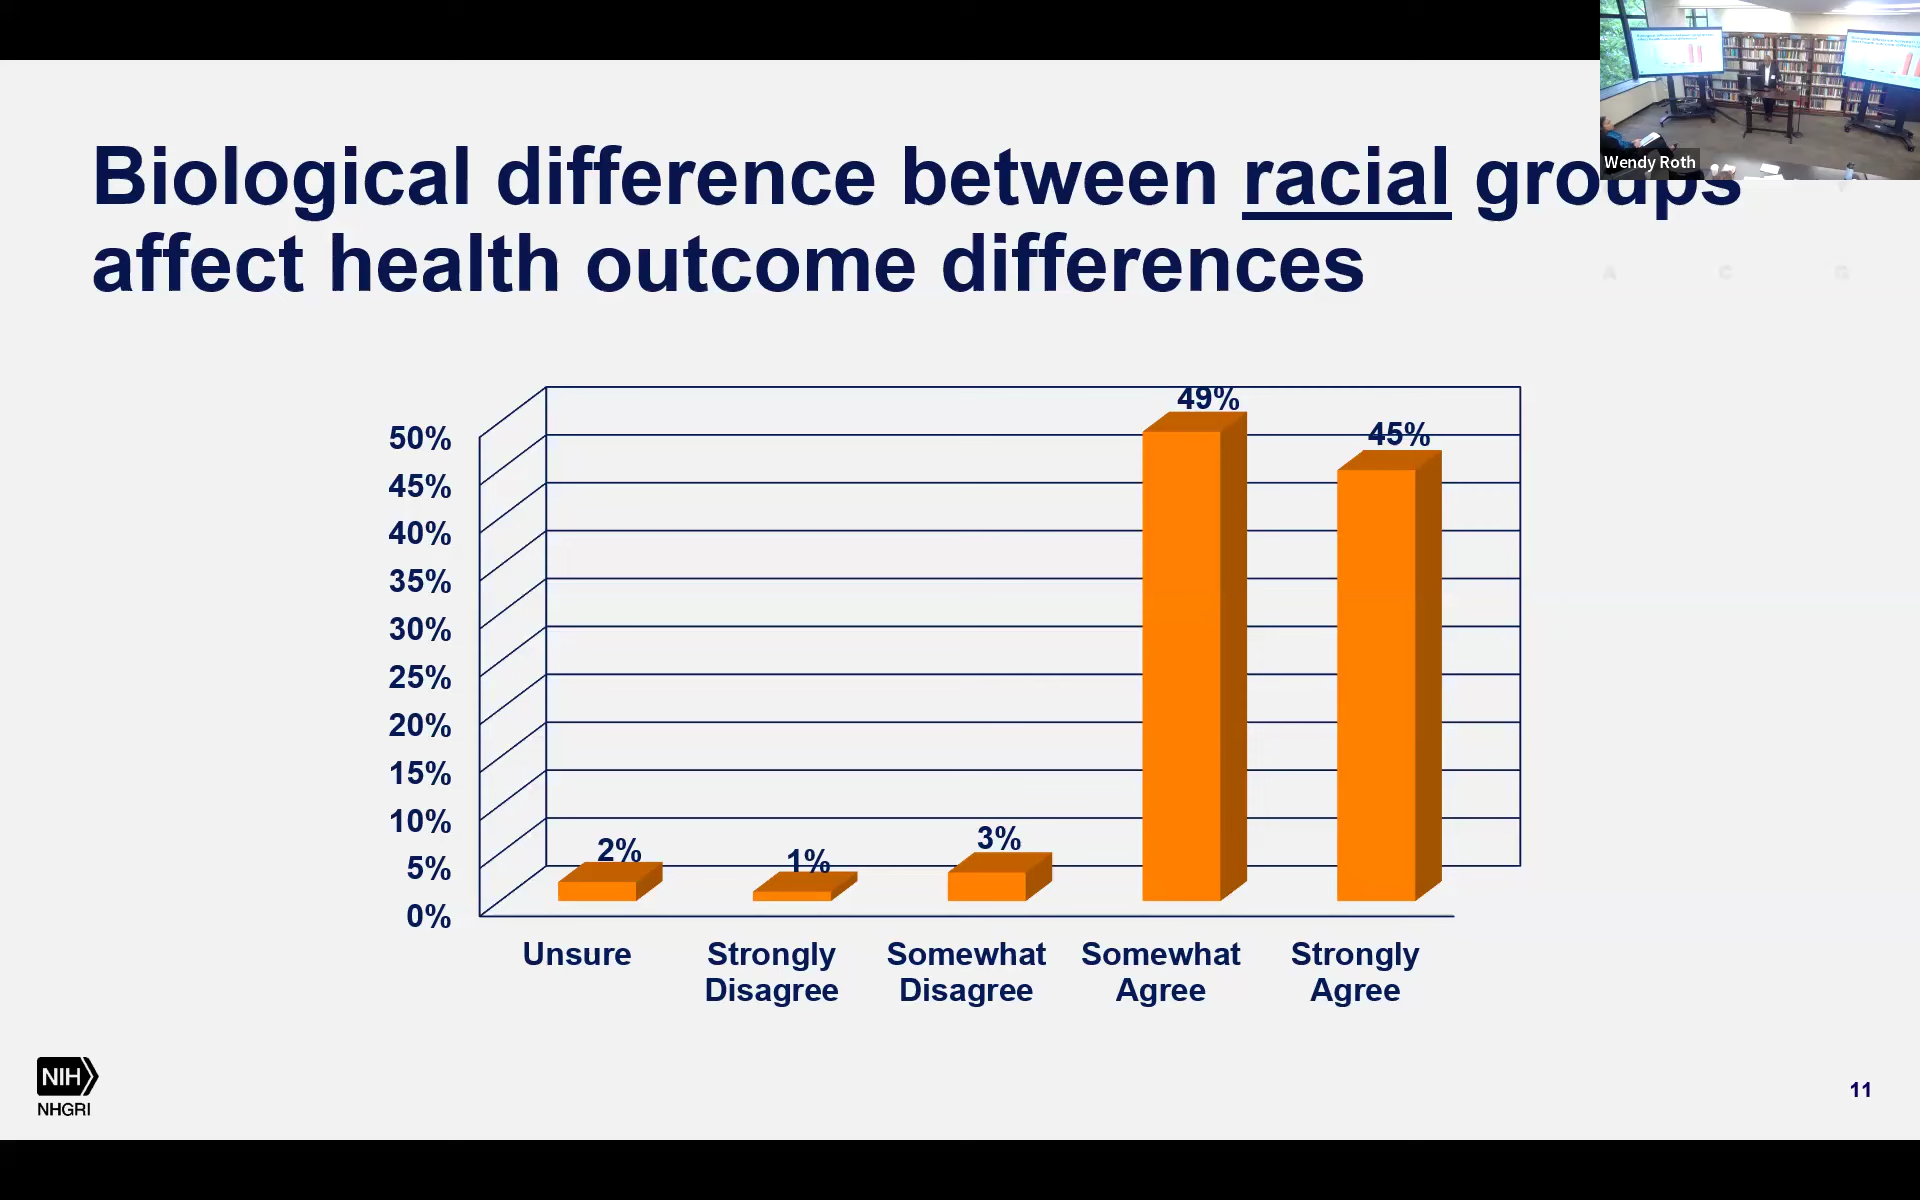 Wendy Roth
Biological difference between racial groups
affect health outcome differences
A C G
50%
45%
40%
35%
30%
25%
20%
15%
10%
5%
0%
2%
1%
3%
49%
45%
Unsure
Strongly
Disagree
Somewhat
Disagree
Somewhat
Agree
Strongly
Agree
NIH
NHGRI
11